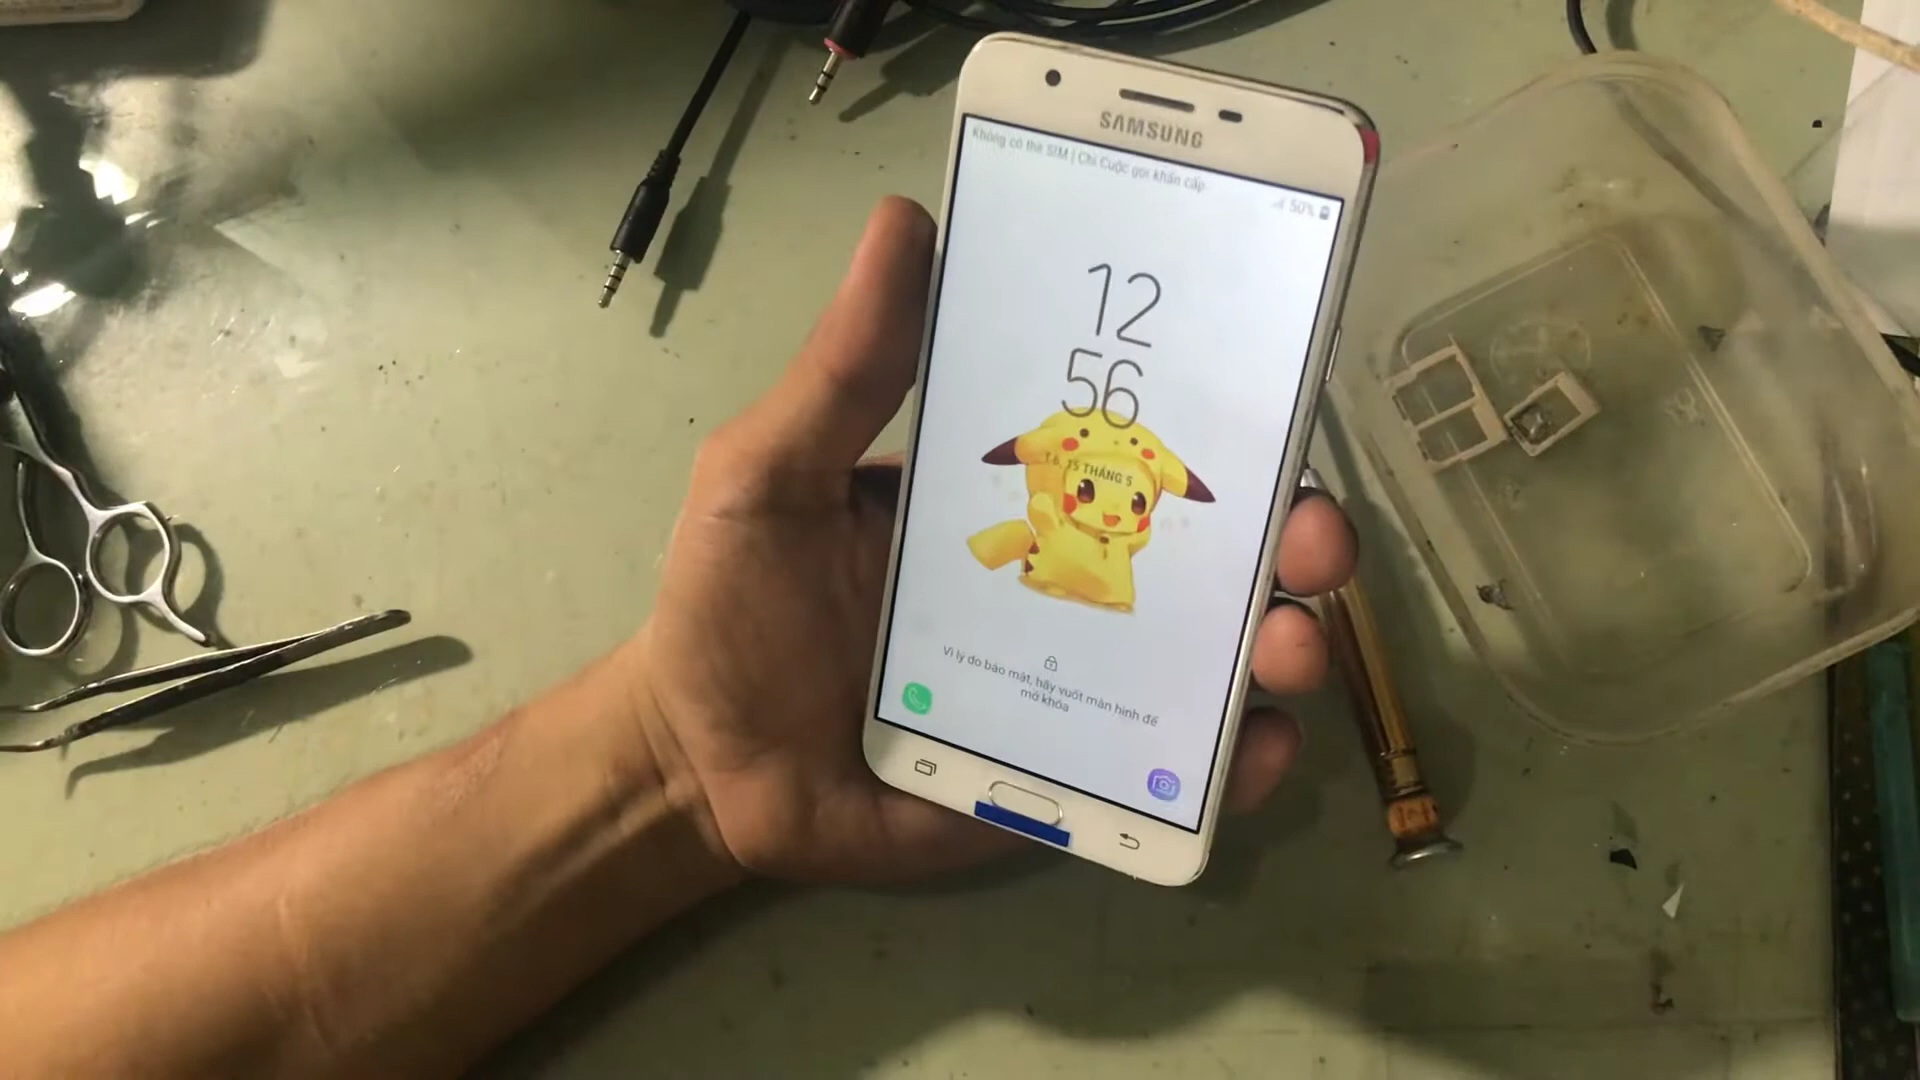 SAMSUNG
Không có thẻ SIM | Chỉ Cuộc gọi khẩn cấp
50%
12
56
T.6, 15 THÁNG 5
Vì lý do bảo mật, hãy vuốt màn hình để
mở khóa